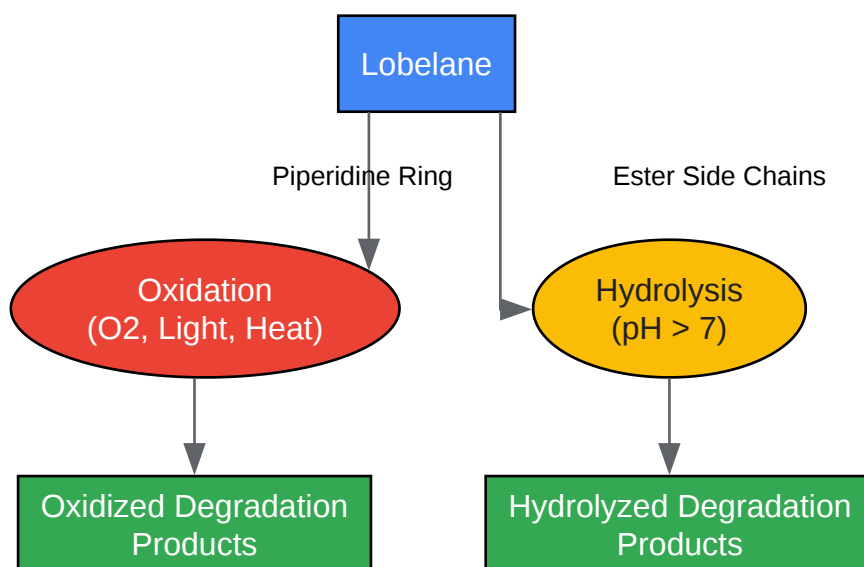 Lobelane
Piperidine Ring
Ester Side Chains
Oxidation
(O2, Light, Heat)
Hydrolysis
(pH > 7)
Oxidized Degradation
Products
Hydrolyzed Degradation
Products